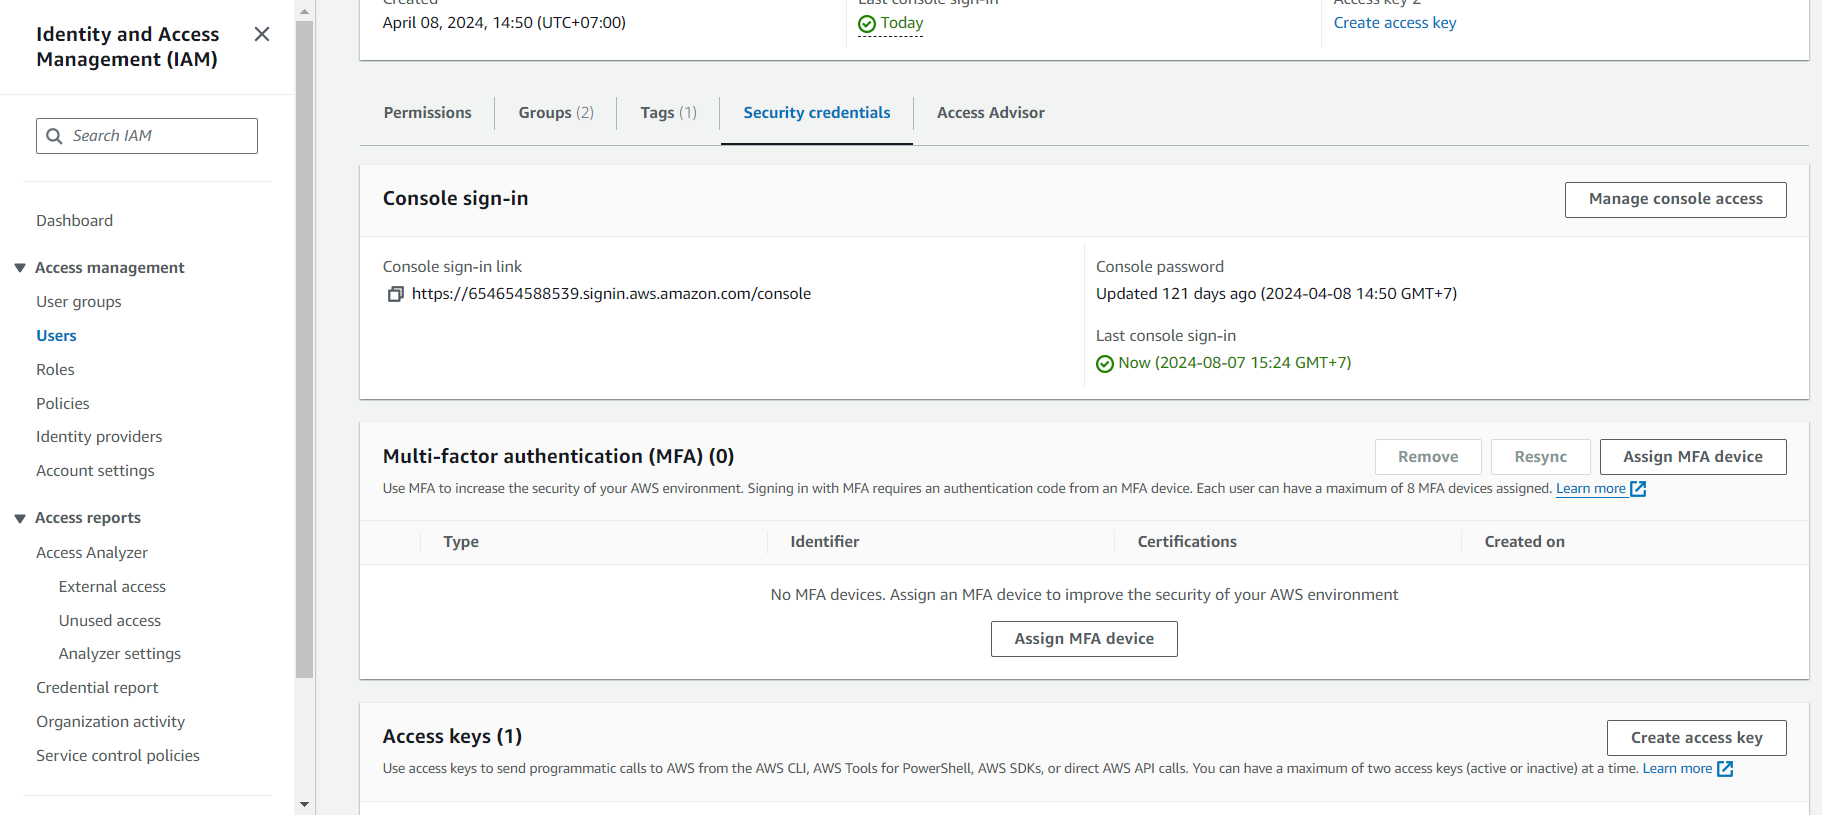 Identity and Access
Management (IAM)
Search IAM
Dashboard
Access management
User groups
Users
Roles
Policies
Identity providers
Account settings
Access reports
Access Analyzer
External access
Unused access
Analyzer settings
Credential report
Organization activity
Service control policies
Created
Last console sign-in
Access key 2
April 08, 2024, 14:50 (UTC+07:00)
Today
Create access key
Permissions
Groups (2)
Tags (1)
Security credentials
Access Advisor
Console sign-in
Manage console access
Console sign-in link
https://654654588539.signin.aws.amazon.com/console
Console password
Updated 121 days ago (2024-04-08 14:50 GMT+7)
Last console sign-in
Now (2024-08-07 15:24 GMT+7)
Multi-factor authentication (MFA) (0)
Remove
Resync
Assign MFA device
Use MFA to increase the security of your AWS environment. Signing in with MFA requires an authentication code from an MFA device. Each user can have a maximum of 8 MFA devices assigned. Learn more
Type
Identifier
Certifications
Created on
No MFA devices. Assign an MFA device to improve the security of your AWS environment
Assign MFA device
Access keys (1)
Create access key
Use access keys to send programmatic calls to AWS from the AWS CLI, AWS Tools for PowerShell, AWS SDKs, or direct AWS API calls. You can have a maximum of two access keys (active or inactive) at a time. Learn more